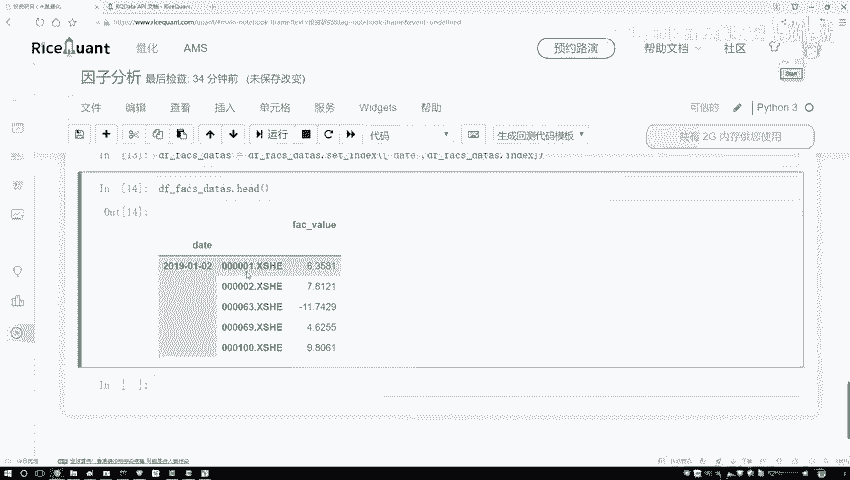 RQData API 文档
RiceQuant 量化 AMS 预约路演 帮助文档 社区
因子分析 最后检查: 34 分钟前 (未保存改变)
文件 编辑 查看 插入 单元格 服务 Widgets 帮助 可信的 Python 3
运行 代码 生成回测代码模板 2G 内存供您使用
In [13]: df_facs_datas = df_facs_datas.set_index(['date',df_facs_datas.index])
In [14]: df_facs_datas.head()
Out[14]:
fac_value
date
2019-01-02 000001.XSHE 6.3581
000002.XSHE 7.8121
000063.XSHE -11.7429
000069.XSHE 4.6255
000100.XSHE 9.8061
In [ ]: